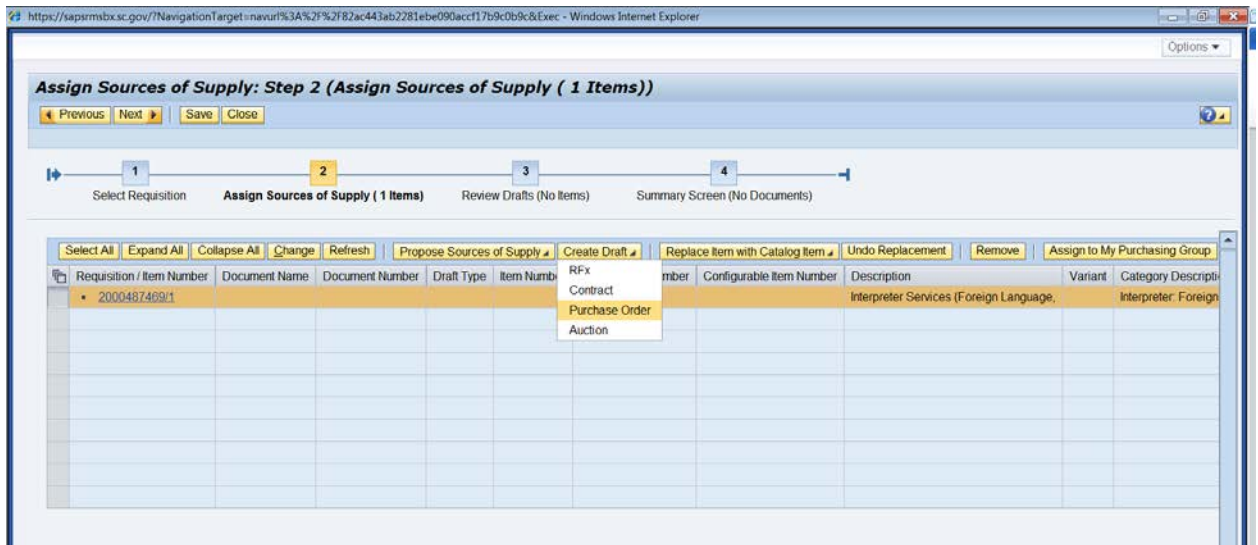 https://sapsrmsbx.sc.gov/?NavigationTarget=navurl%3A%2F%2F82ac443ab2281ebe090accf17b9c0b9c&Exec - Windows Internet Explorer
Options
Assign Sources of Supply: Step 2 (Assign Sources of Supply ( 1 Items))
Previous Next Save Close
1 2 3 4
Select Requisition Assign Sources of Supply ( 1 Items) Review Drafts (No Items) Summary Screen (No Documents)
Select All Expand All Collapse All Change Refresh Propose Sources of Supply Create Draft Replace Item with Catalog Item Undo Replacement Remove Assign to My Purchasing Group
Requisition / Item Number Document Name Document Number Draft Type Item Numb mber Configurable Item Number Description Variant Category Descripti
2000487469/1 Interpreter Services (Foreign Language, Interpreter: Foreign
RFx
Contract
Purchase Order
Auction